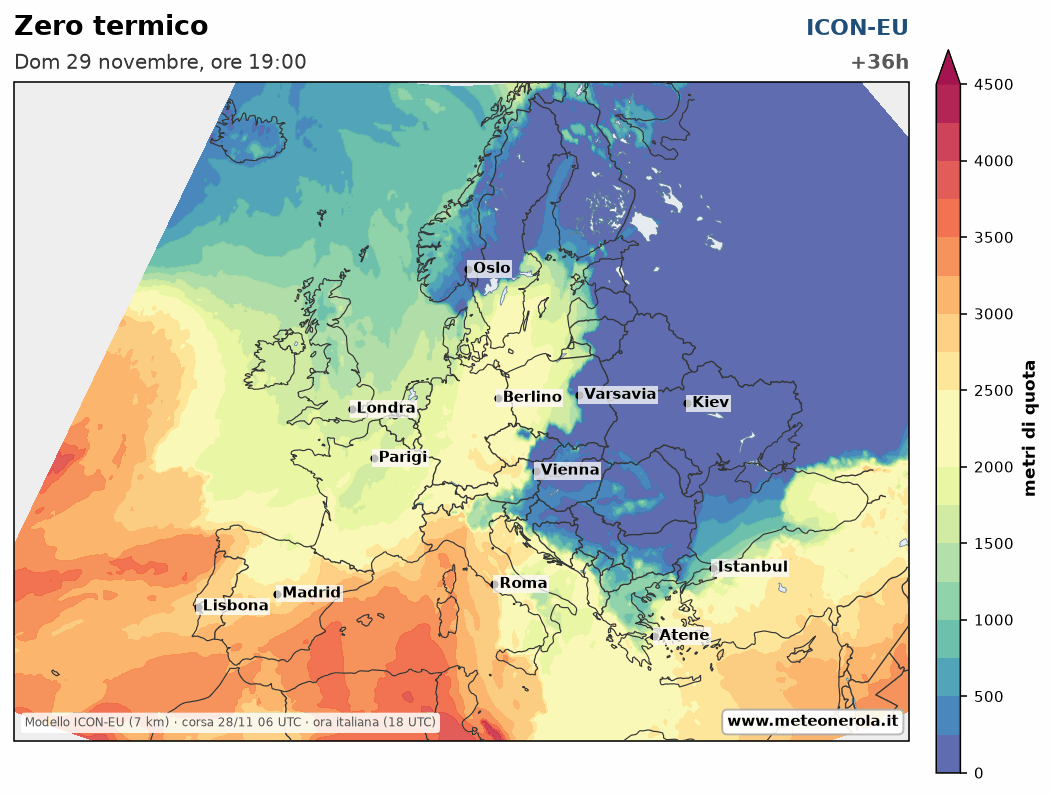 Zero termico
ICON-EU
Dom 29 novembre, ore 19:00
+36h
4500
4000
3500
3000
2500
2000
1500
1000
500
0
metri di quota
Oslo
Berlino
Varsavia
Kiev
Londra
Parigi
Vienna
Istanbul
Roma
Madrid
Lisbona
Atene
Modello ICON-EU (7 km) · corsa 28/11 06 UTC · ora italiana (18 UTC)
www.meteonerola.it